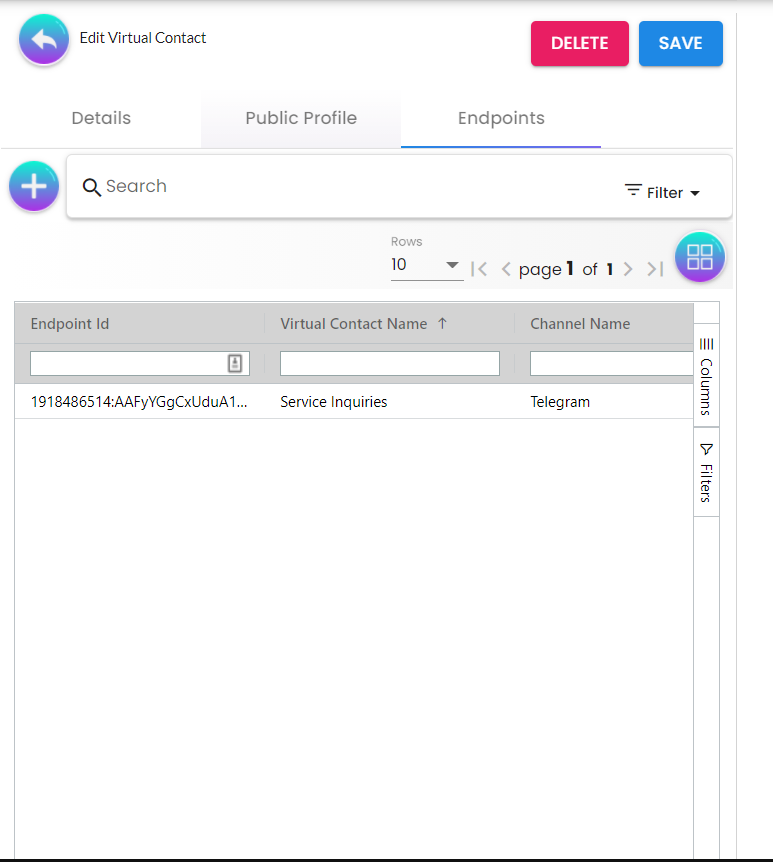 Edit Virtual Contact
DELETE
SAVE
Details
Public Profile
Endpoints
Search
Filter
Rows
10
page 1 of 1
Endpoint Id
Virtual Contact Name
Channel Name
1918486514:AAFyYGgCxUduA1...
Service Inquiries
Telegram
Columns
Filters